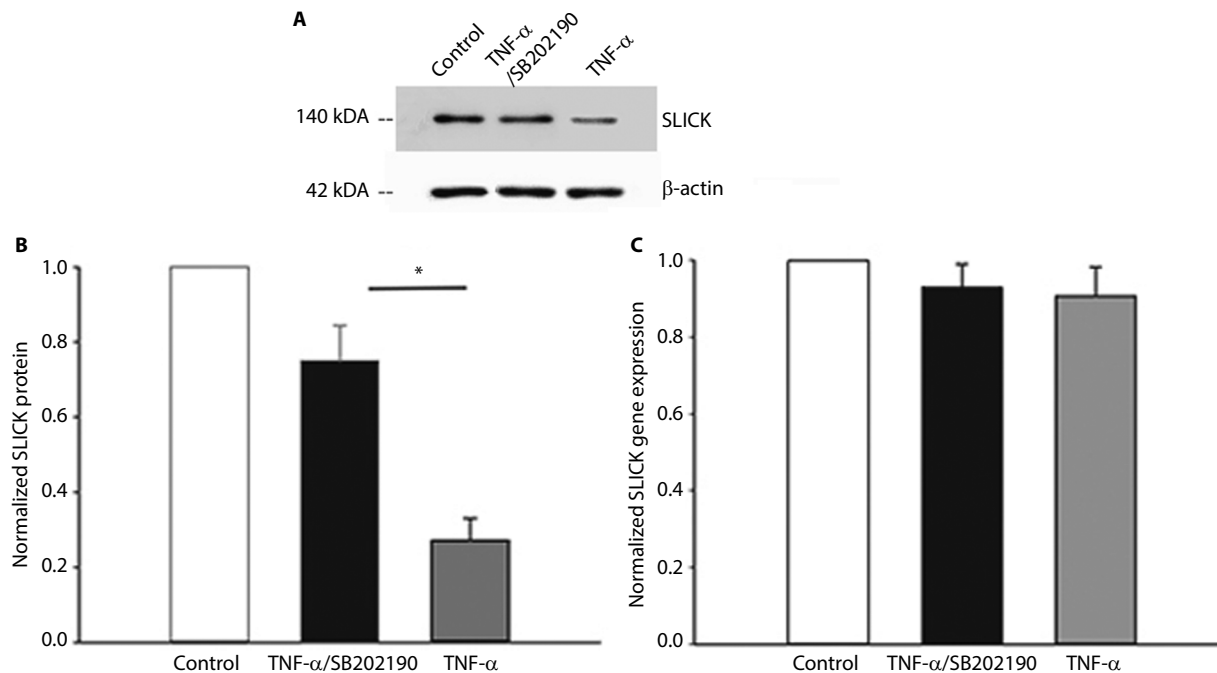 A
Control
TNF-α
/SB202190
TNF-α
140 kDA --
SLICK
42 kDA --
β-actin
B
Normalized SLICK protein
1.0
0.8
0.6
0.4
0.2
0.0
*
Control
TNF-α/SB202190
TNF-α
C
Normalized SLICK gene expression
1.0
0.8
0.6
0.4
0.2
0.0
Control
TNF-α/SB202190
TNF-α